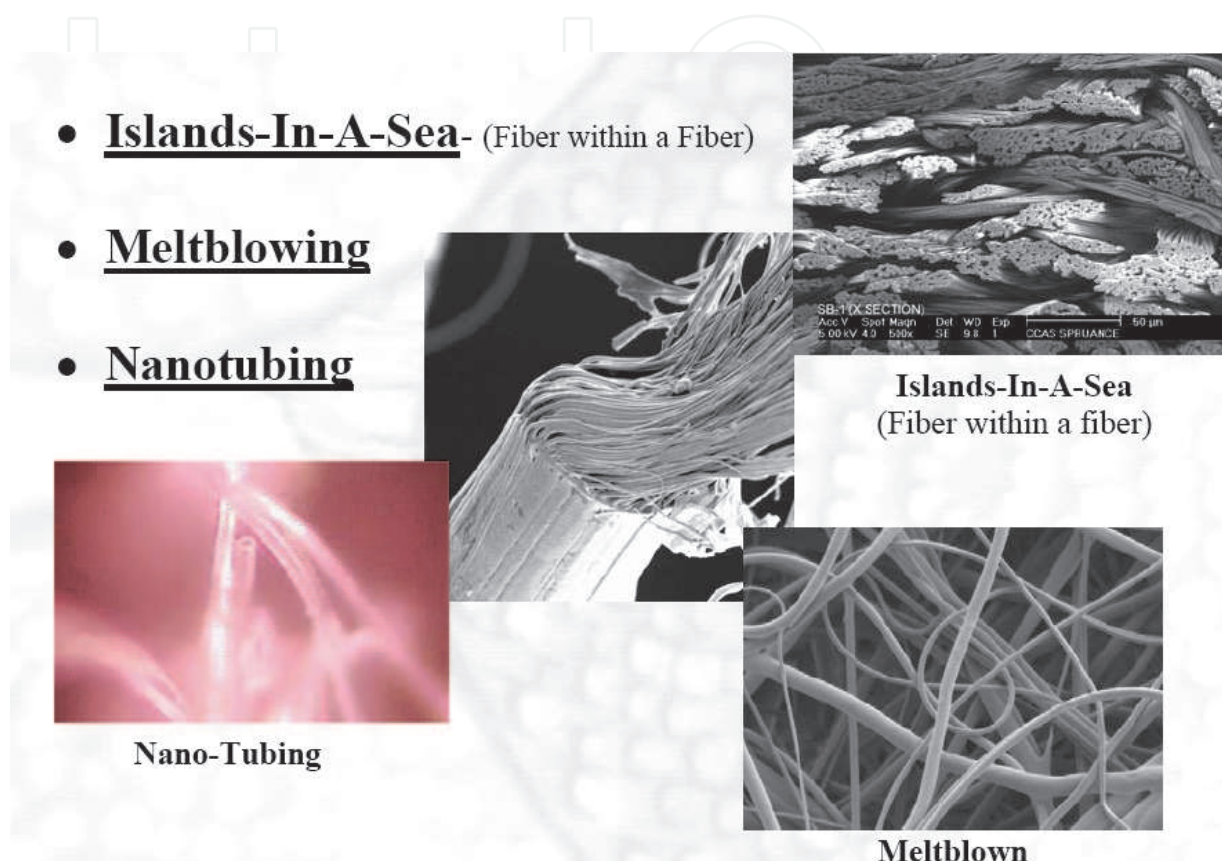 • Islands-In-A-Sea- (Fiber within a Fiber)
• Meltblowing
• Nanotubing
SB-1 (X SECTION)
Acc V Spot Magn Det WD Exp 50 µm
5.00 kV 4.0 500x SE 9.8 1 CCAS SPRUANCE
Islands-In-A-Sea
(Fiber within a fiber)
Nano-Tubing
Meltblown